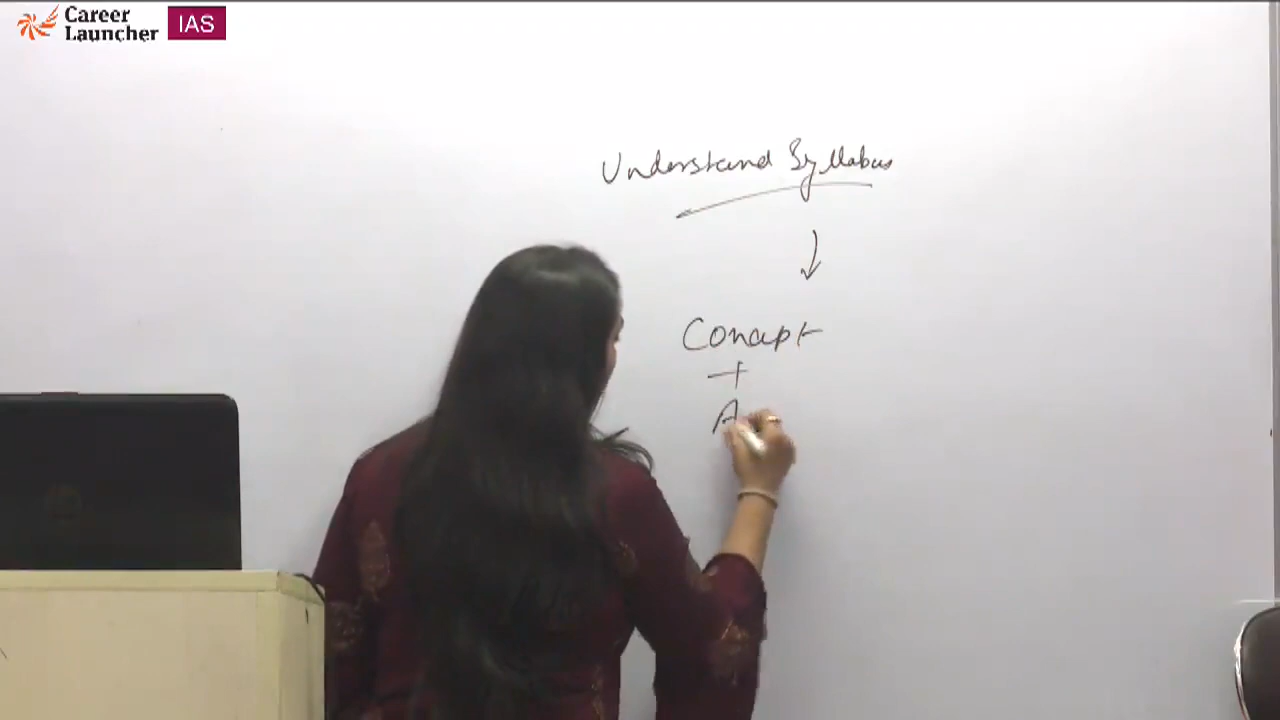 Career
Launcher
IAS
Understand Syllabus
↓
Concept
+
A